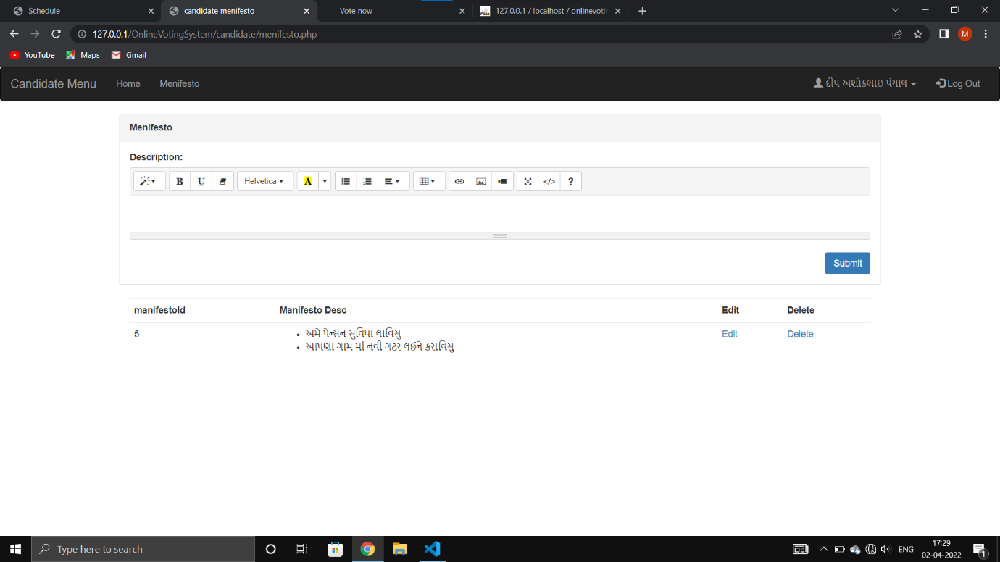 Schedule
candidate menifesto
Vote now
127.0.0.1 / localhost / onlinevotin
127.0.0.1/OnlineVotingSystem/candidate/menifesto.php
M
YouTube
Maps
Gmail
Candidate Menu
Home
Menifesto
દીપ અશોકભાઇ પંચાલ
Log Out
Menifesto
Description:
B
U
Helvetica
A
</>
?
Submit
manifestoId
Manifesto Desc
Edit
Delete
5
• અમે પેન્સન સુવિધા લાવિસુ
• આપણા ગામ માં નવી ગટર લઈને કરાવિસુ
Edit
Delete
Type here to search
ENG
17:29
02-04-2022
1